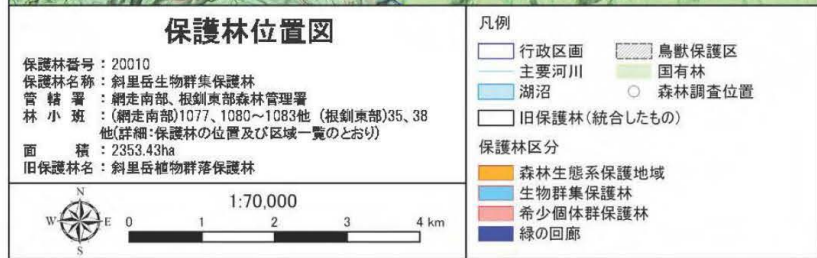 保護林位置図
保護林番号：20010
保護林名称：斜里岳生物群集保護林
管轄署：網走南部、根釧東部森林管理署
林小班：(網走南部)1077、1080～1083他（根釧東部)35、38
他(詳細:保護林の位置及び区域一覧のとおり)
面積：2353.43ha
旧保護林名：斜里岳植物群落保護林
N
W
E
S
1:70,000
0 1 2 3 4 km
凡例
行政区画
鳥獣保護区
主要河川
国有林
湖沼
森林調査位置
旧保護林(統合したもの)
保護林区分
森林生態系保護地域
生物群集保護林
希少個体群保護林
緑の回廊